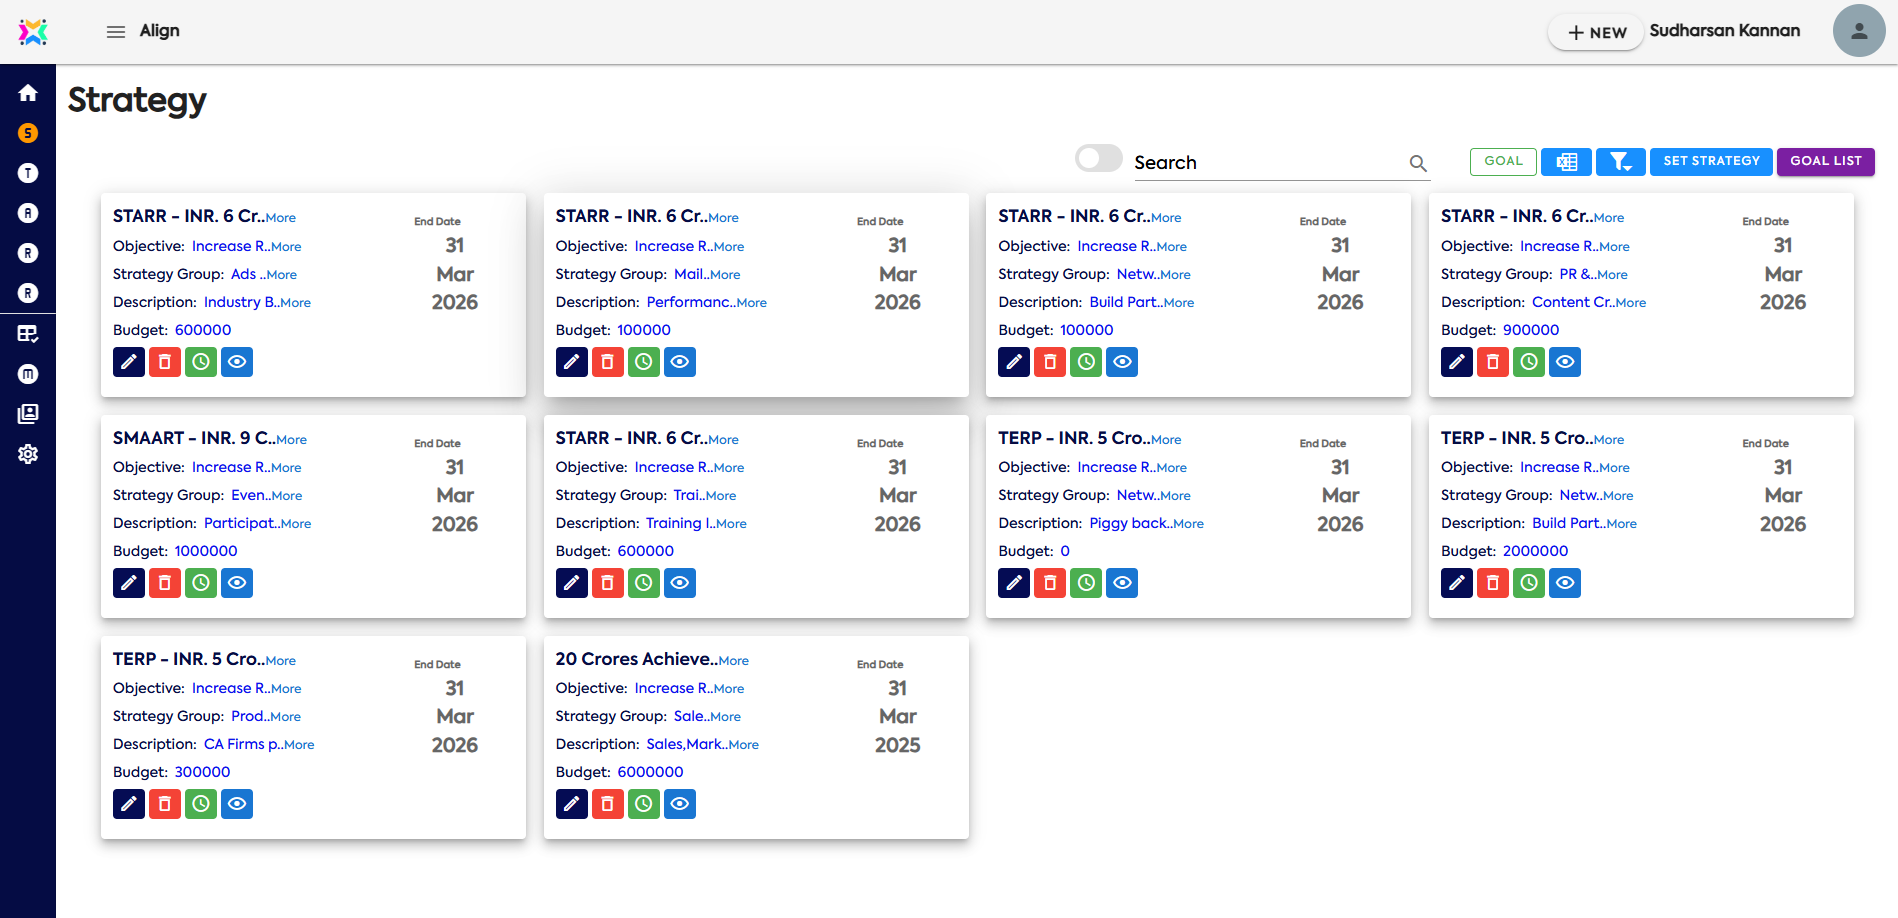 Align
NEW
Sudharsan Kannan
Strategy
Search
GOAL
SET STRATEGY
GOAL LIST
S
T
A
R
R
M
STARR - INR. 6 Cr..More
End Date
Objective: Increase R..More
31
Strategy Group: Ads ..More
Mar
Description: Industry B..More
2026
Budget: 600000
STARR - INR. 6 Cr..More
End Date
Objective: Increase R..More
31
Strategy Group: Mail..More
Mar
Description: Performanc..More
2026
Budget: 100000
STARR - INR. 6 Cr..More
End Date
Objective: Increase R..More
31
Strategy Group: Netw..More
Mar
Description: Build Part..More
2026
Budget: 100000
STARR - INR. 6 Cr..More
End Date
Objective: Increase R..More
31
Strategy Group: PR &..More
Mar
Description: Content Cr..More
2026
Budget: 900000
SMAART - INR. 9 C..More
End Date
Objective: Increase R..More
31
Strategy Group: Even..More
Mar
Description: Participat..More
2026
Budget: 1000000
STARR - INR. 6 Cr..More
End Date
Objective: Increase R..More
31
Strategy Group: Trai..More
Mar
Description: Training I..More
2026
Budget: 600000
TERP - INR. 5 Cro..More
End Date
Objective: Increase R..More
31
Strategy Group: Netw..More
Mar
Description: Piggy back..More
2026
Budget: 0
TERP - INR. 5 Cro..More
End Date
Objective: Increase R..More
31
Strategy Group: Netw..More
Mar
Description: Build Part..More
2026
Budget: 2000000
TERP - INR. 5 Cro..More
End Date
Objective: Increase R..More
31
Strategy Group: Prod..More
Mar
Description: CA Firms p..More
2026
Budget: 300000
20 Crores Achieve..More
End Date
Objective: Increase R..More
31
Strategy Group: Sale..More
Mar
Description: Sales,Mark..More
2025
Budget: 6000000